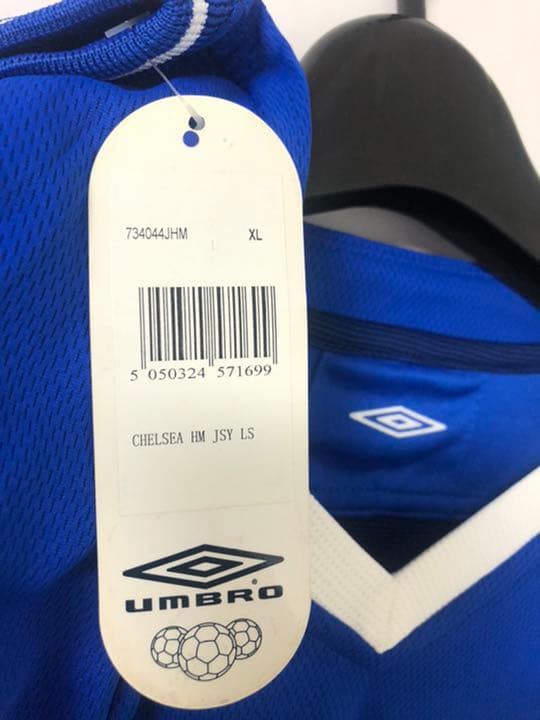 734044JHM XL
5 050324 571699
CHELSEA HM JSY LS
UMBRO